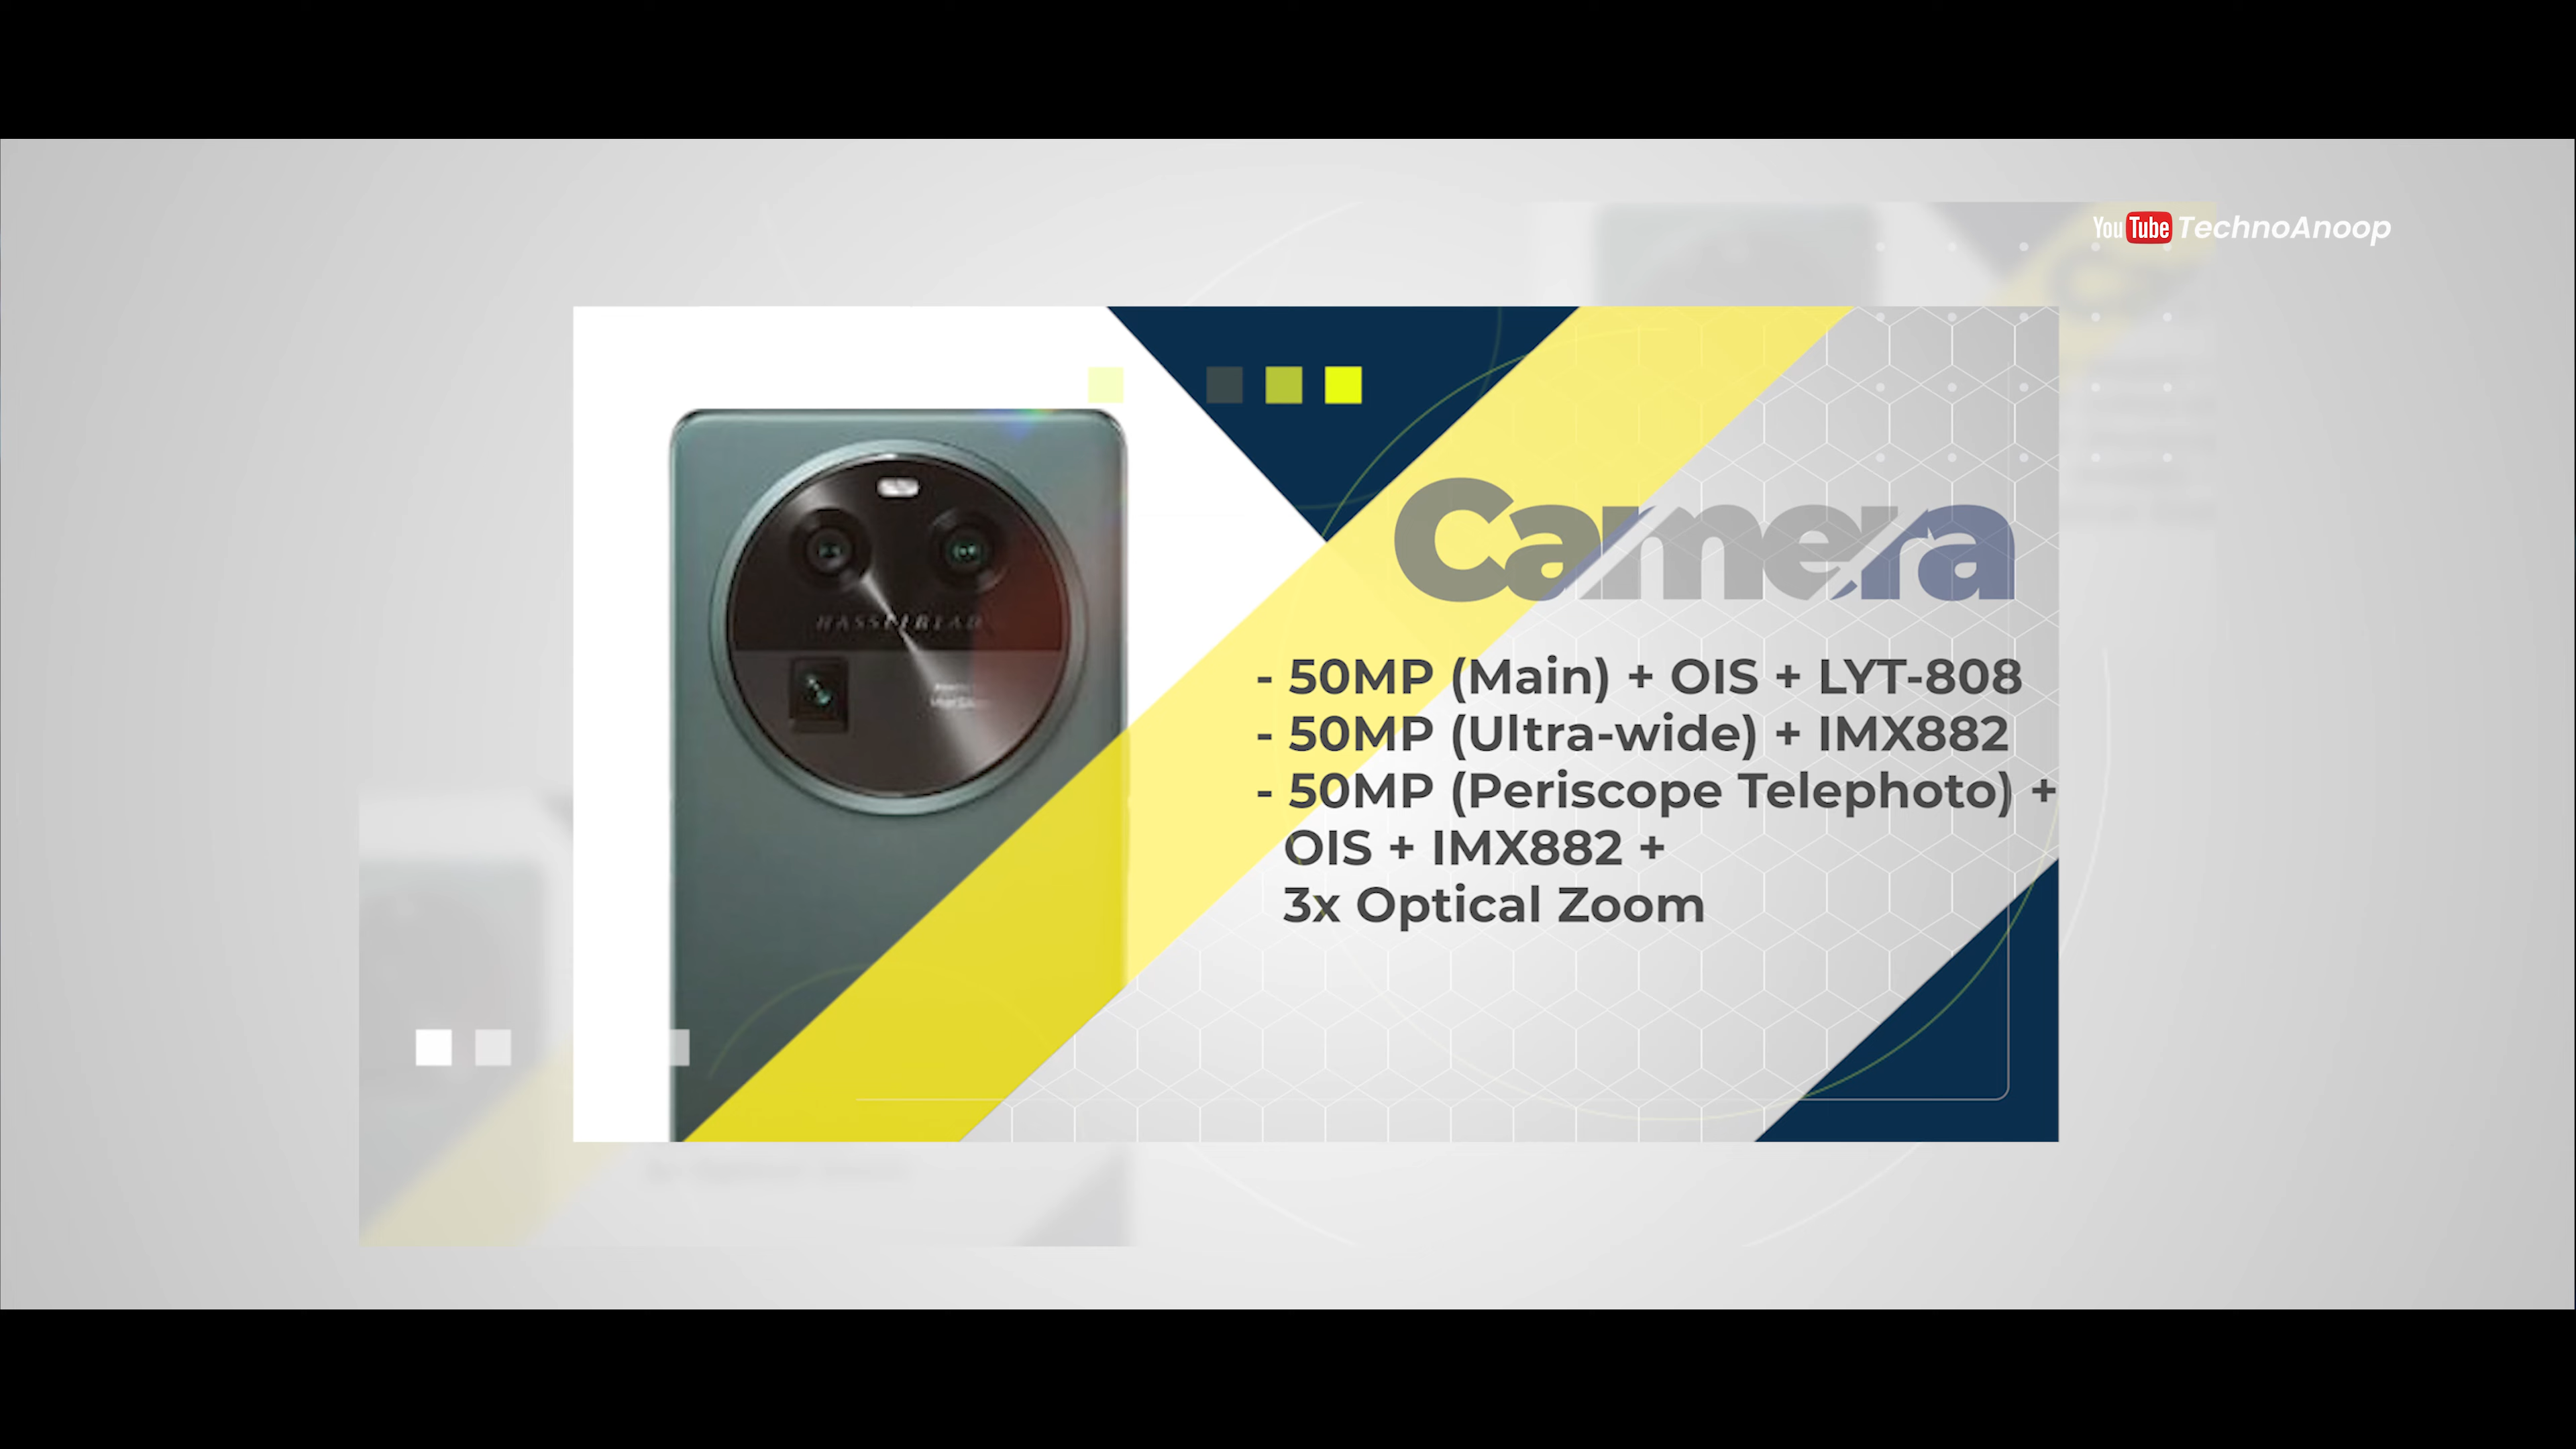 YouTube TechnoAnoop
HASSELBLAD
Camera
- 50MP (Main) + OIS + LYT-808
- 50MP (Ultra-wide) + IMX882
- 50MP (Periscope Telephoto) +
OIS + IMX882 +
3x Optical Zoom